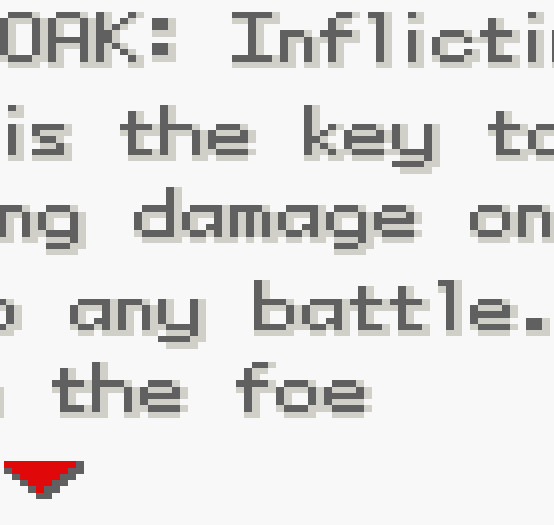 OAK: Inflicti
is the key to
ng damage on
o any battle.
the foe